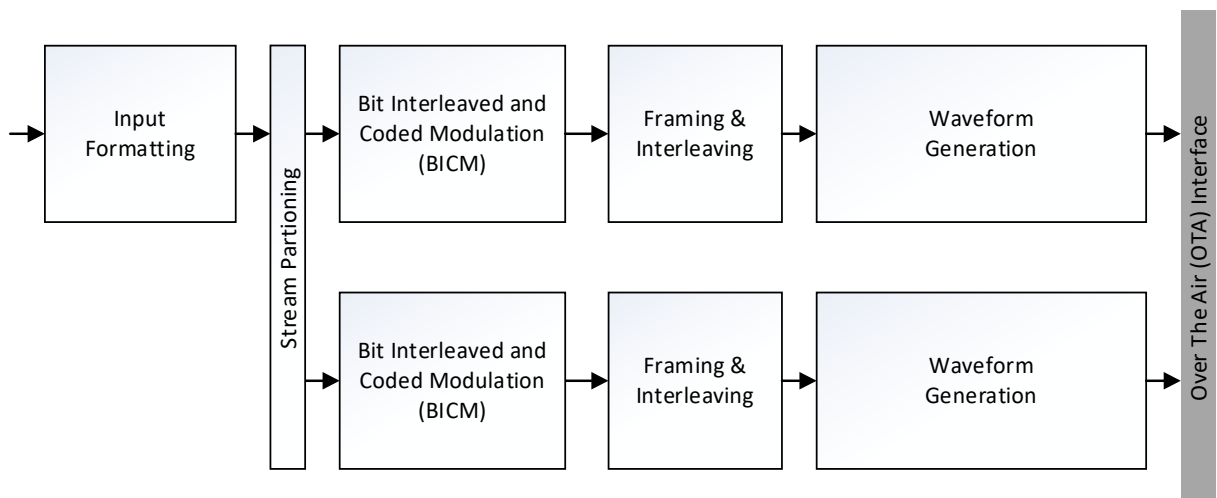 Input
Formatting
Stream Partioning
Bit Interleaved and
Coded Modulation
(BICM)
Framing &
Interleaving
Waveform
Generation
Bit Interleaved and
Coded Modulation
(BICM)
Framing &
Interleaving
Waveform
Generation
Over The Air (OTA) Interface